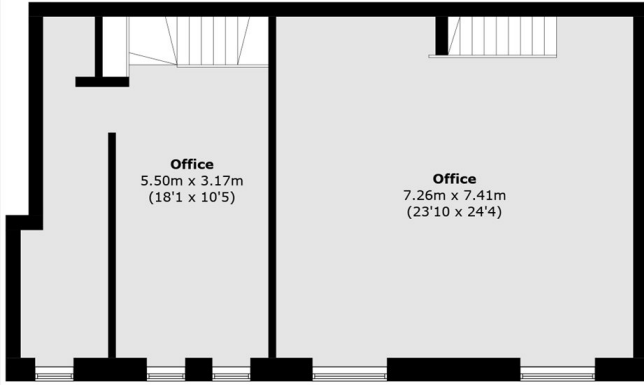 Office
5.50m x 3.17m
(18'1 x 10'5)
Office
7.26m x 7.41m
(23'10 x 24'4)